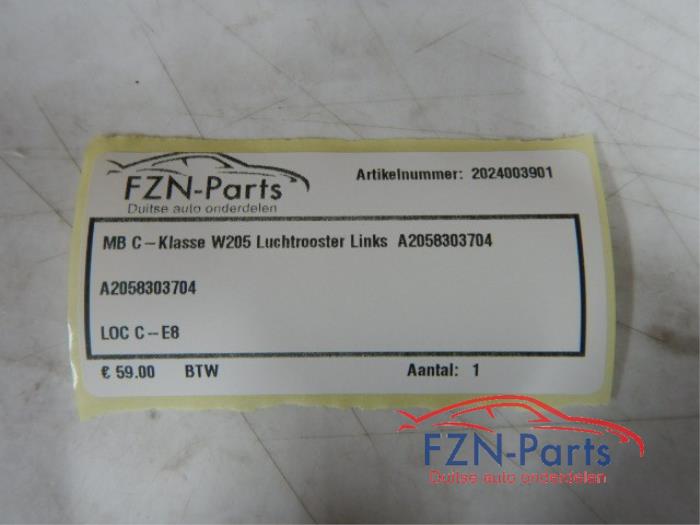 FZN-Parts
Duitse auto onderdelen
Artikelnummer: 2024003901
MB C-Klasse W205 Luchtrooster Links A2058303704
A2058303704
LOC C-E8
€ 59.00 BTW Aantal: 1
FZN-Parts
Duitse auto onderdelen